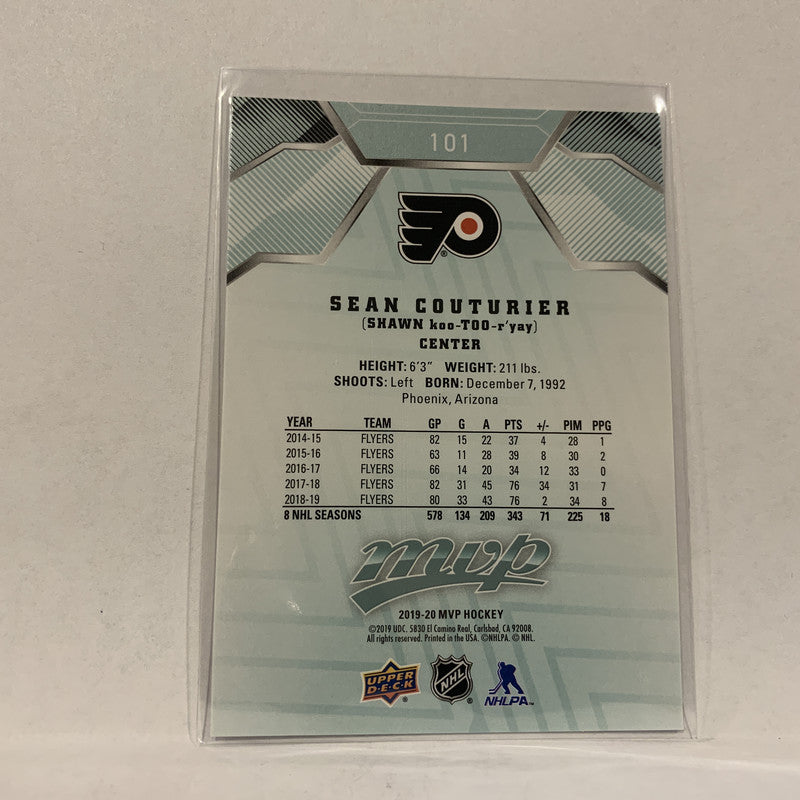 101
SEAN COUTURIER
(SHAWN koo-TOO-r'yay)
CENTER
HEIGHT: 6'3" WEIGHT: 211 lbs.
SHOOTS: Left BORN: December 7, 1992
Phoenix, Arizona
YEAR TEAM GP G A PTS +/- PIM PPG
2014-15 FLYERS 82 15 22 37 4 28 1
2015-16 FLYERS 63 11 28 39 8 30 2
2016-17 FLYERS 66 14 20 34 12 33 0
2017-18 FLYERS 82 31 45 76 34 31 7
2018-19 FLYERS 80 33 43 76 2 34 8
8 NHL SEASONS 578 134 209 343 71 225 18
mvp
2019-20 MVP HOCKEY
©2019 UDC. 5830 El Camino Real, Carlsbad, CA 92008.
All rights reserved. Printed in the USA. ©NHLPA. © NHL.
UPPER DECK ® NHL ® NHLPA™